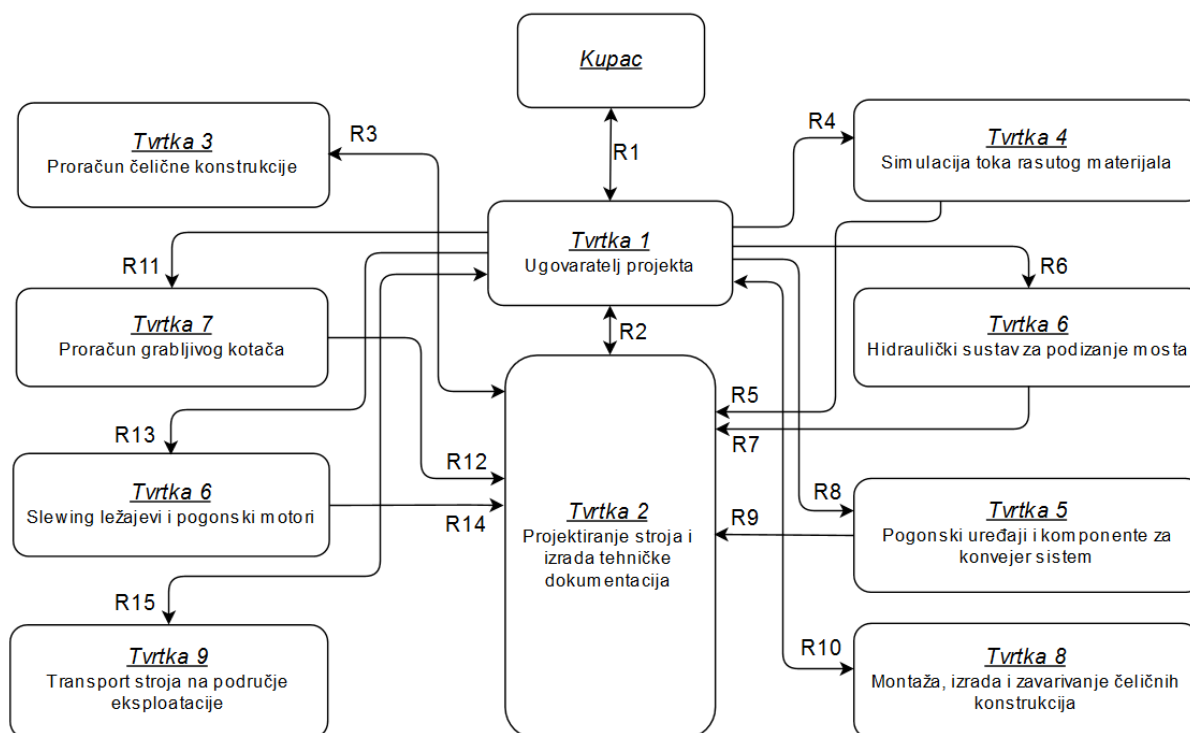 Kupac
Tvrtka 3
Proračun čelične konstrukcije
R3
R1
R4
Tvrtka 4
Simulacija toka rasutog materijala
Tvrtka 1
Ugovaratelj projekta
R11
R6
Tvrtka 7
Proračun grabljivog kotača
R2
Tvrtka 6
Hidraulički sustav za podizanje mosta
R5
R7
R13
R12
Tvrtka 6
Slewing ležajevi i pogonski motori
R14
Tvrtka 2
Projektiranje stroja i
izrada tehničke
dokumentacija
R8
R9
Tvrtka 5
Pogonski uređaji i komponente za
konvejer sistem
R15
Tvrtka 9
Transport stroja na područje
eksploatacije
R10
Tvrtka 8
Montaža, izrada i zavarivanje čeličnih
konstrukcija